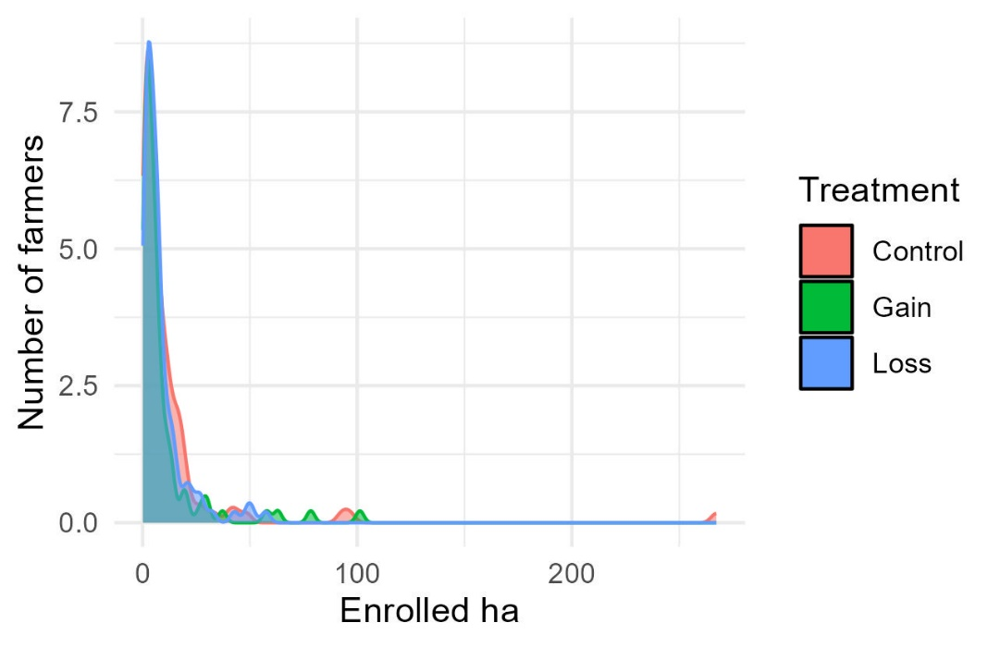 Number of farmers
7.5
5.0
2.5
0.0
0 100 200
Enrolled ha
Treatment
Control
Gain
Loss